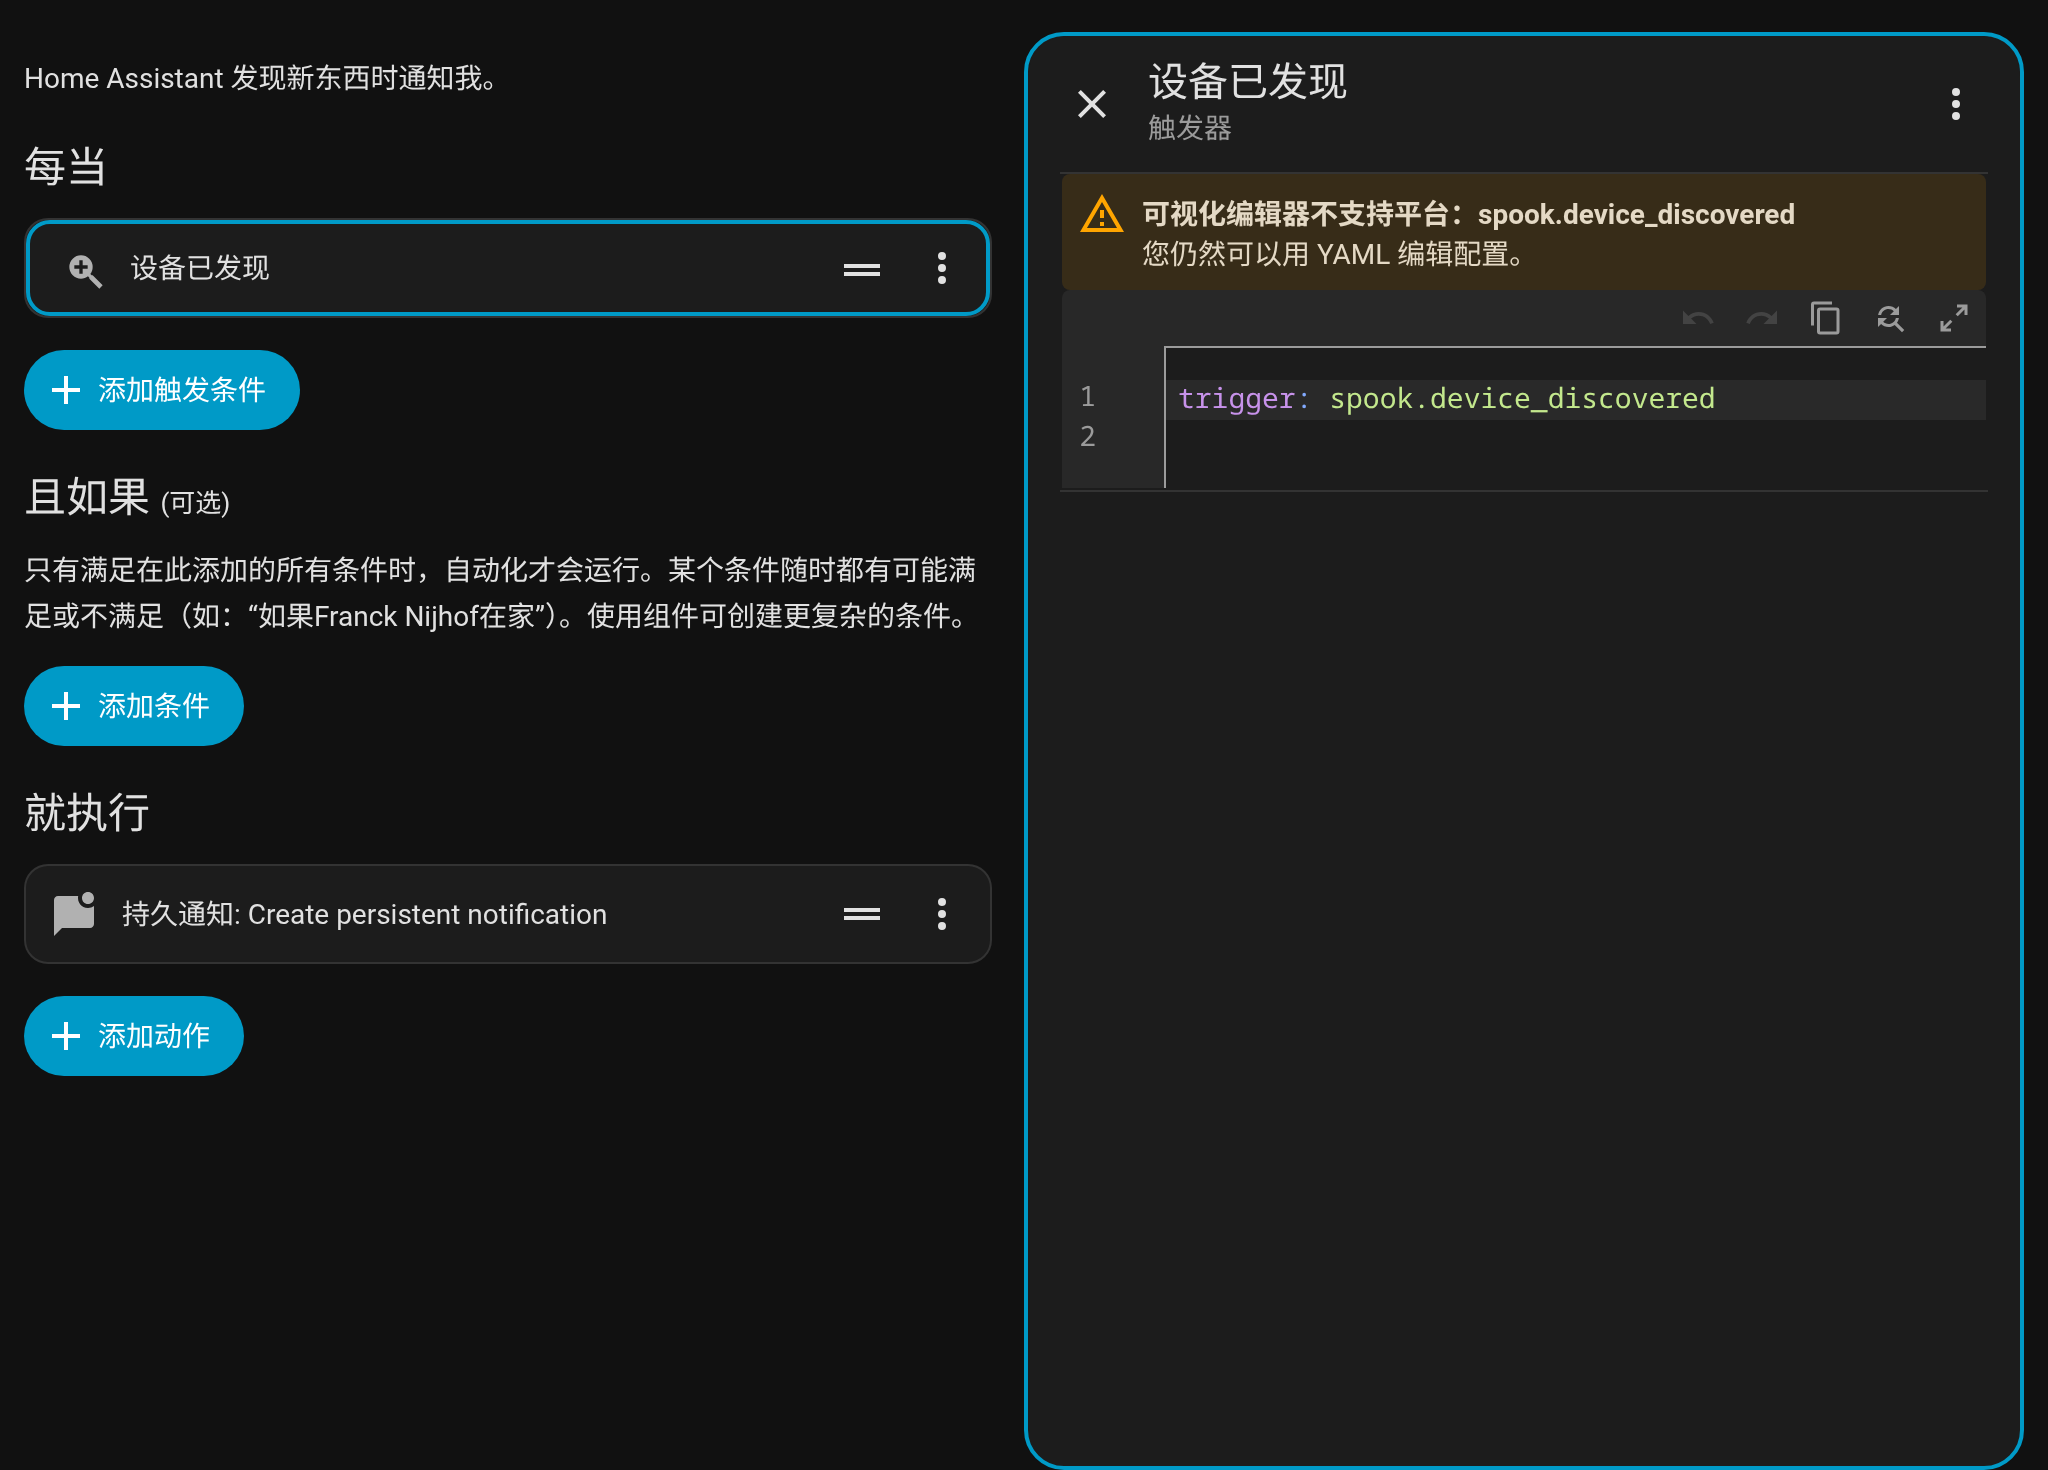 Home Assistant 发现新东西时通知我。
每当
设备已发现
添加触发条件
且如果 (可选)
只有满足在此添加的所有条件时，自动化才会运行。某个条件随时都有可能满
足或不满足（如：“如果Franck Nijhof在家”）。使用组件可创建更复杂的条件。
添加条件
就执行
持久通知: Create persistent notification
添加动作
设备已发现
触发器
可视化编辑器不支持平台：spook.device_discovered
您仍然可以用 YAML 编辑配置。
1 trigger: spook.device_discovered
2